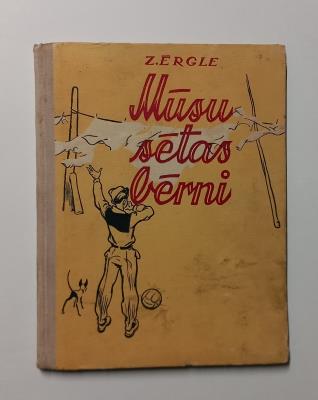 Z. ĒRGLE
Mūsu
sētas
bērni